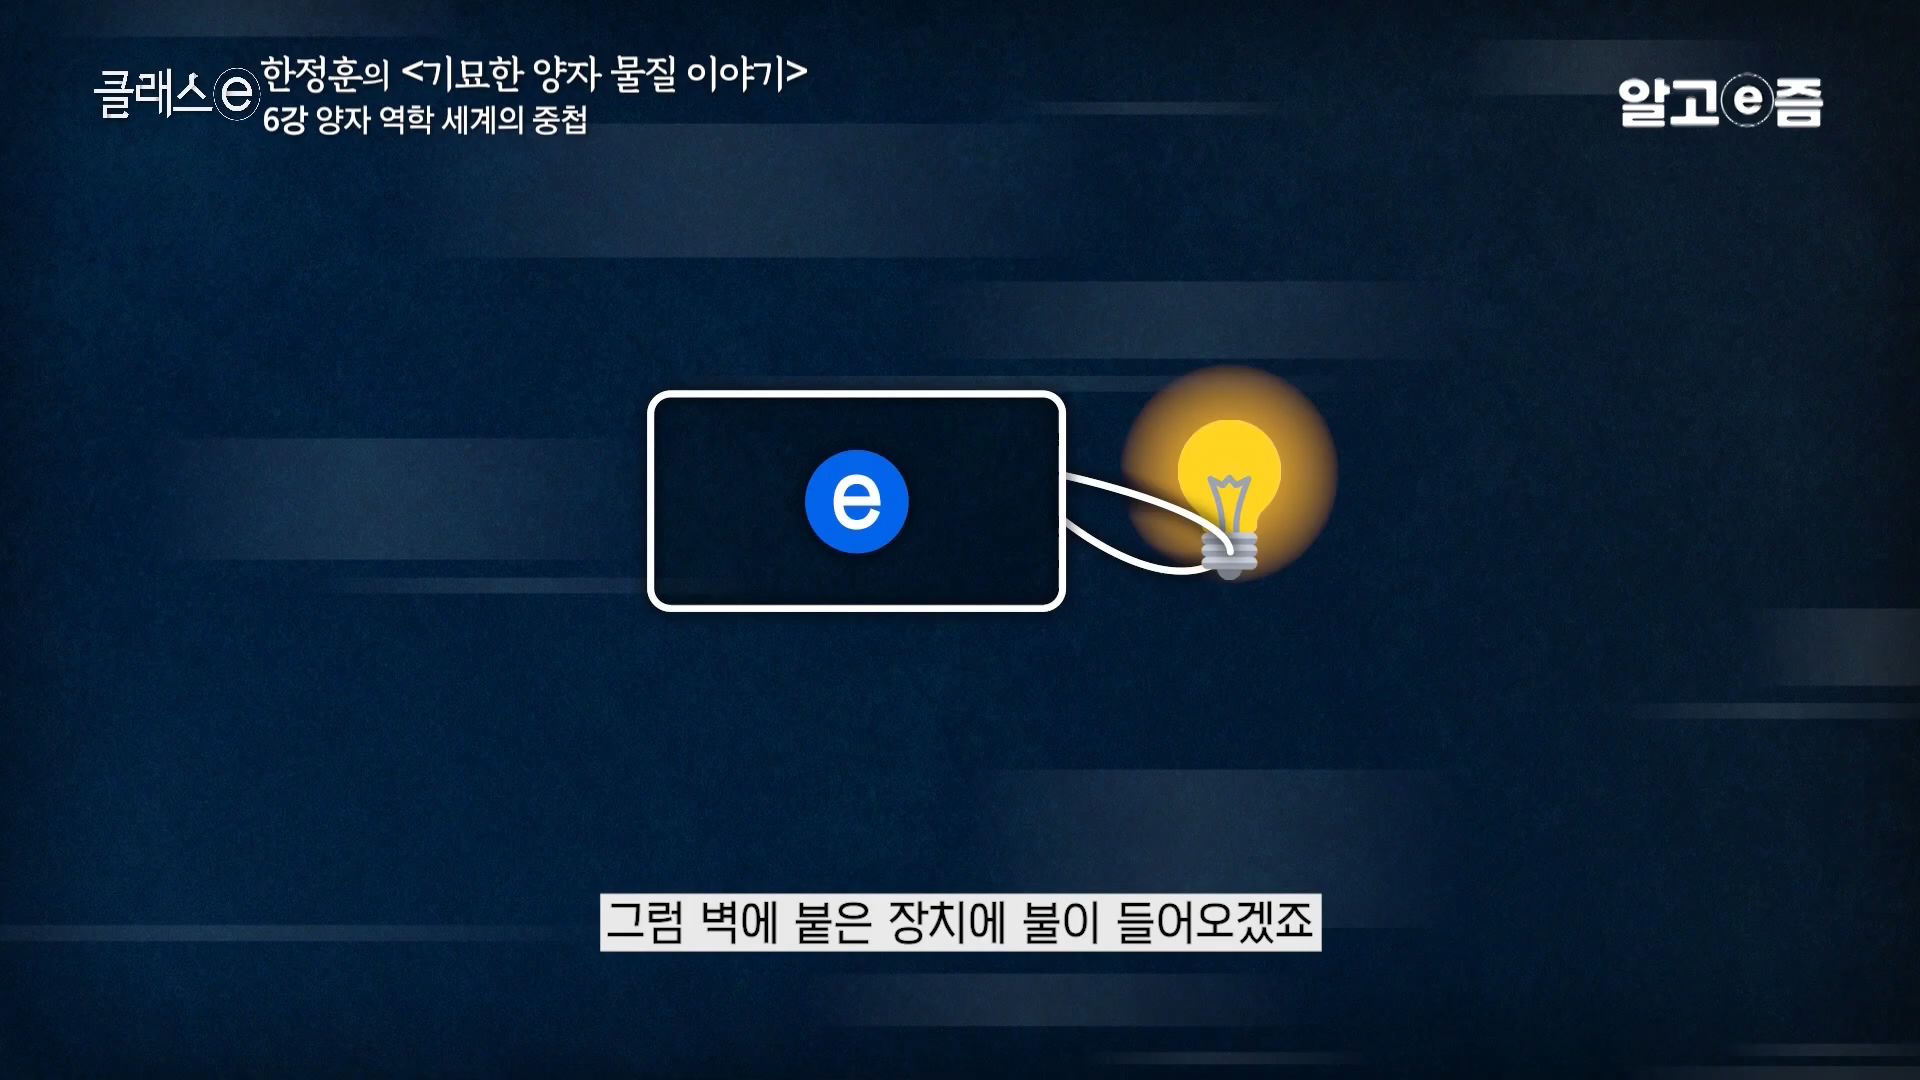 클래스e
한정훈의 <기묘한 양자 물질 이야기>
6강 양자 역학 세계의 중첩
알고e즘
e
그럼 벽에 붙은 장치에 불이 들어오겠죠